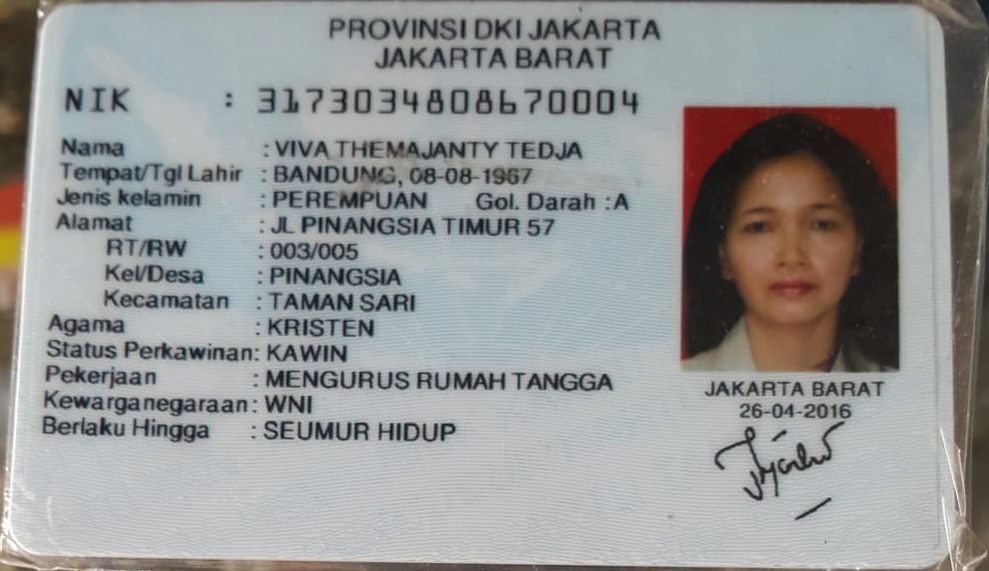 PROVINSI DKI JAKARTA
JAKARTA BARAT
NIK : 3173034808670004
Nama : VIVA THEMAJANTY TEDJA
Tempat/Tgl Lahir : BANDUNG, 08-08-1967
Jenis kelamin : PEREMPUAN Gol. Darah : A
Alamat : JL PINANGSIA TIMUR 57
RT/RW : 003/005
Kel/Desa : PINANGSIA
Kecamatan : TAMAN SARI
Agama : KRISTEN
Status Perkawinan: KAWIN
Pekerjaan : MENGURUS RUMAH TANGGA
Kewarganegaraan: WNI
Berlaku Hingga : SEUMUR HIDUP
JAKARTA BARAT
26-04-2016